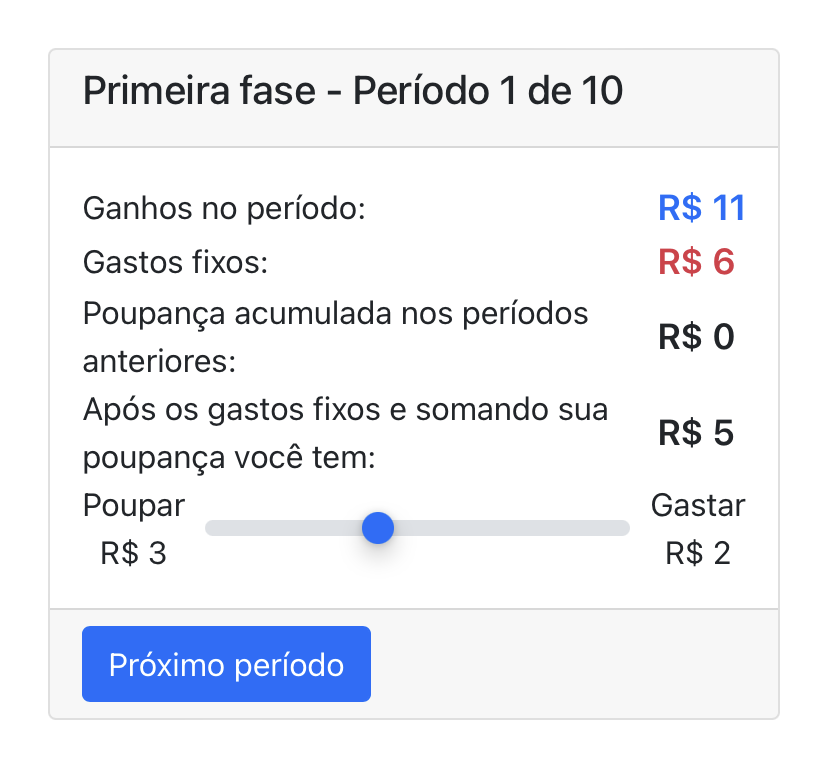 Primeira fase - Período 1 de 10
Ganhos no período: R$ 11
Gastos fixos: R$ 6
Poupança acumulada nos períodos
anteriores:
R$ 0
Após os gastos fixos e somando sua
poupança você tem:
R$ 5
Poupar Gastar
R$ 3 R$ 2
Próximo período